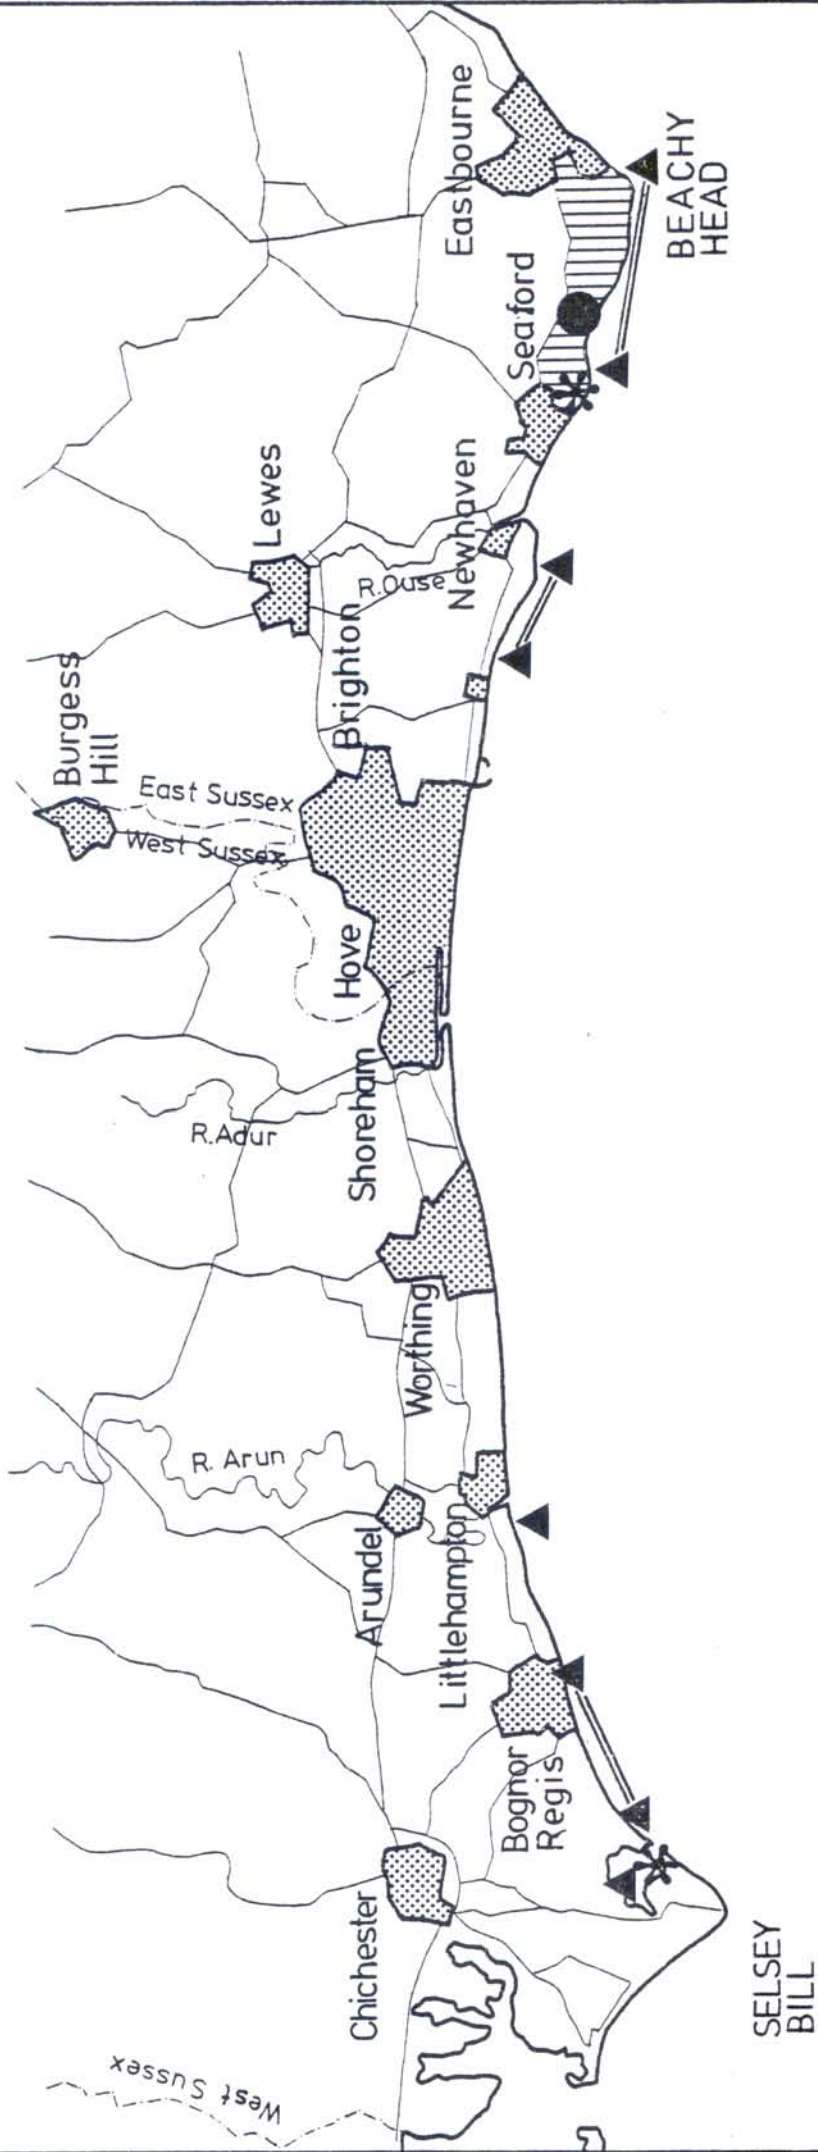 West Sussex
Chichester
SELSEY
BILL
Bognor
Regis
Littlehampton
Arundel
R. Arun
Worthing
R.Adur
Shoreham
Hove
West Sussex
East Sussex
Burgess
Hill
Brighton
Lewes
R.Ouse
Newhaven
Seaford
Eastbourne
BEACHY
HEAD